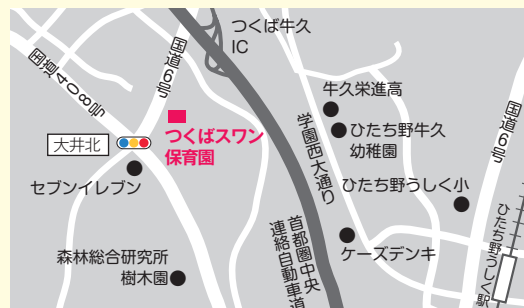 国道408号
国道6号
つくば牛久
IC
大井北
つくばスワン
保育園
セブンイレブン
森林総合研究所
樹木園
首都圏中央
連絡自動車道
学園西大通り
牛久栄進高
ひたち野牛久
幼稚園
ひたち野うしく小
ケーズデンキ
国道6号
ひたち野うしく駅